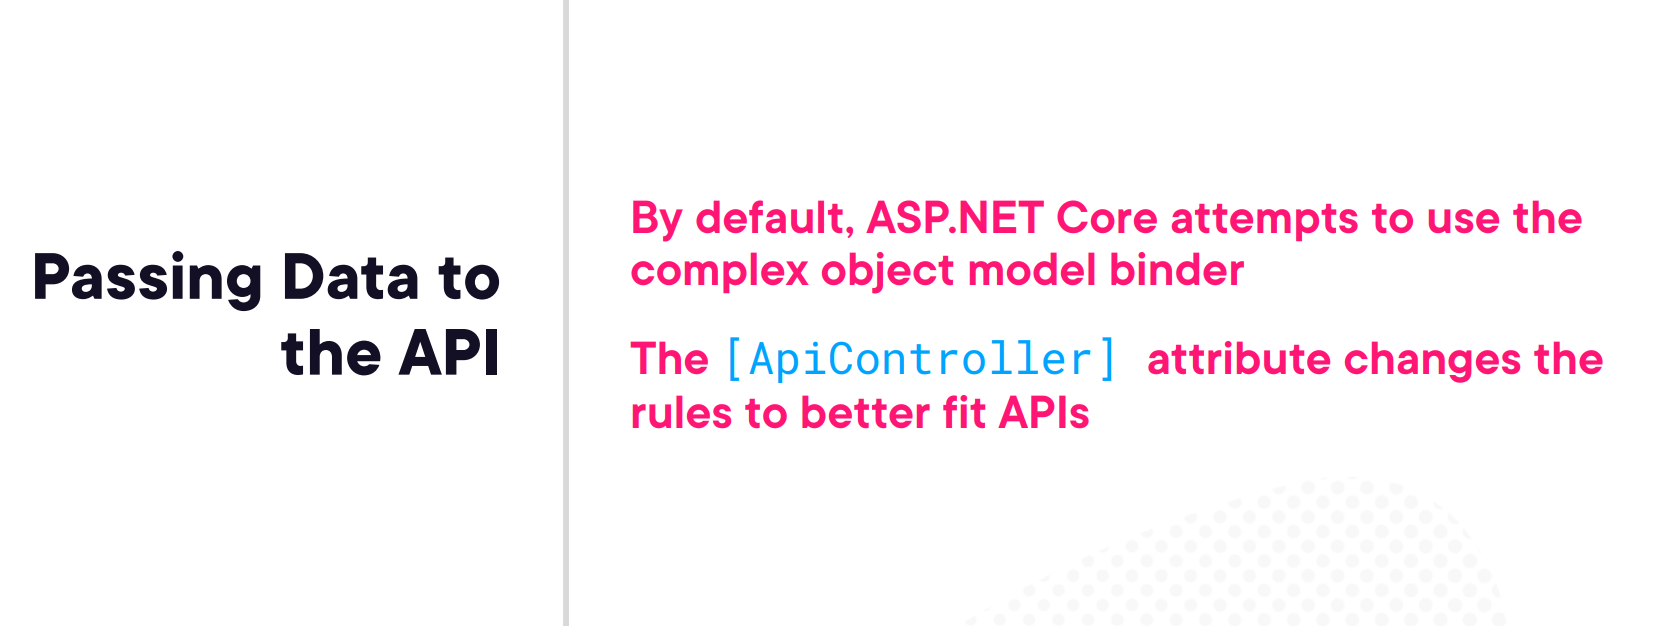 Passing Data to
the API
By default, ASP.NET Core attempts to use the
complex object model binder
The [ApiController] attribute changes the
rules to better fit APIs